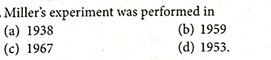 . Miller's experiment was performed in
(a) 1938 (b) 1959
(c) 1967 (d) 1953.